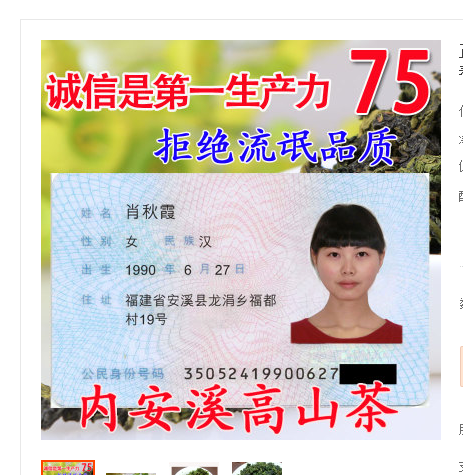 诚信是第一生产力 75
拒绝流氓品质
姓名 肖秋霞
性别 女 民族 汉
出生 1990 年 6 月 27 日
住址 福建省安溪县龙涓乡福都
村19号
公民身份号码 35052419900627
内安溪高山茶